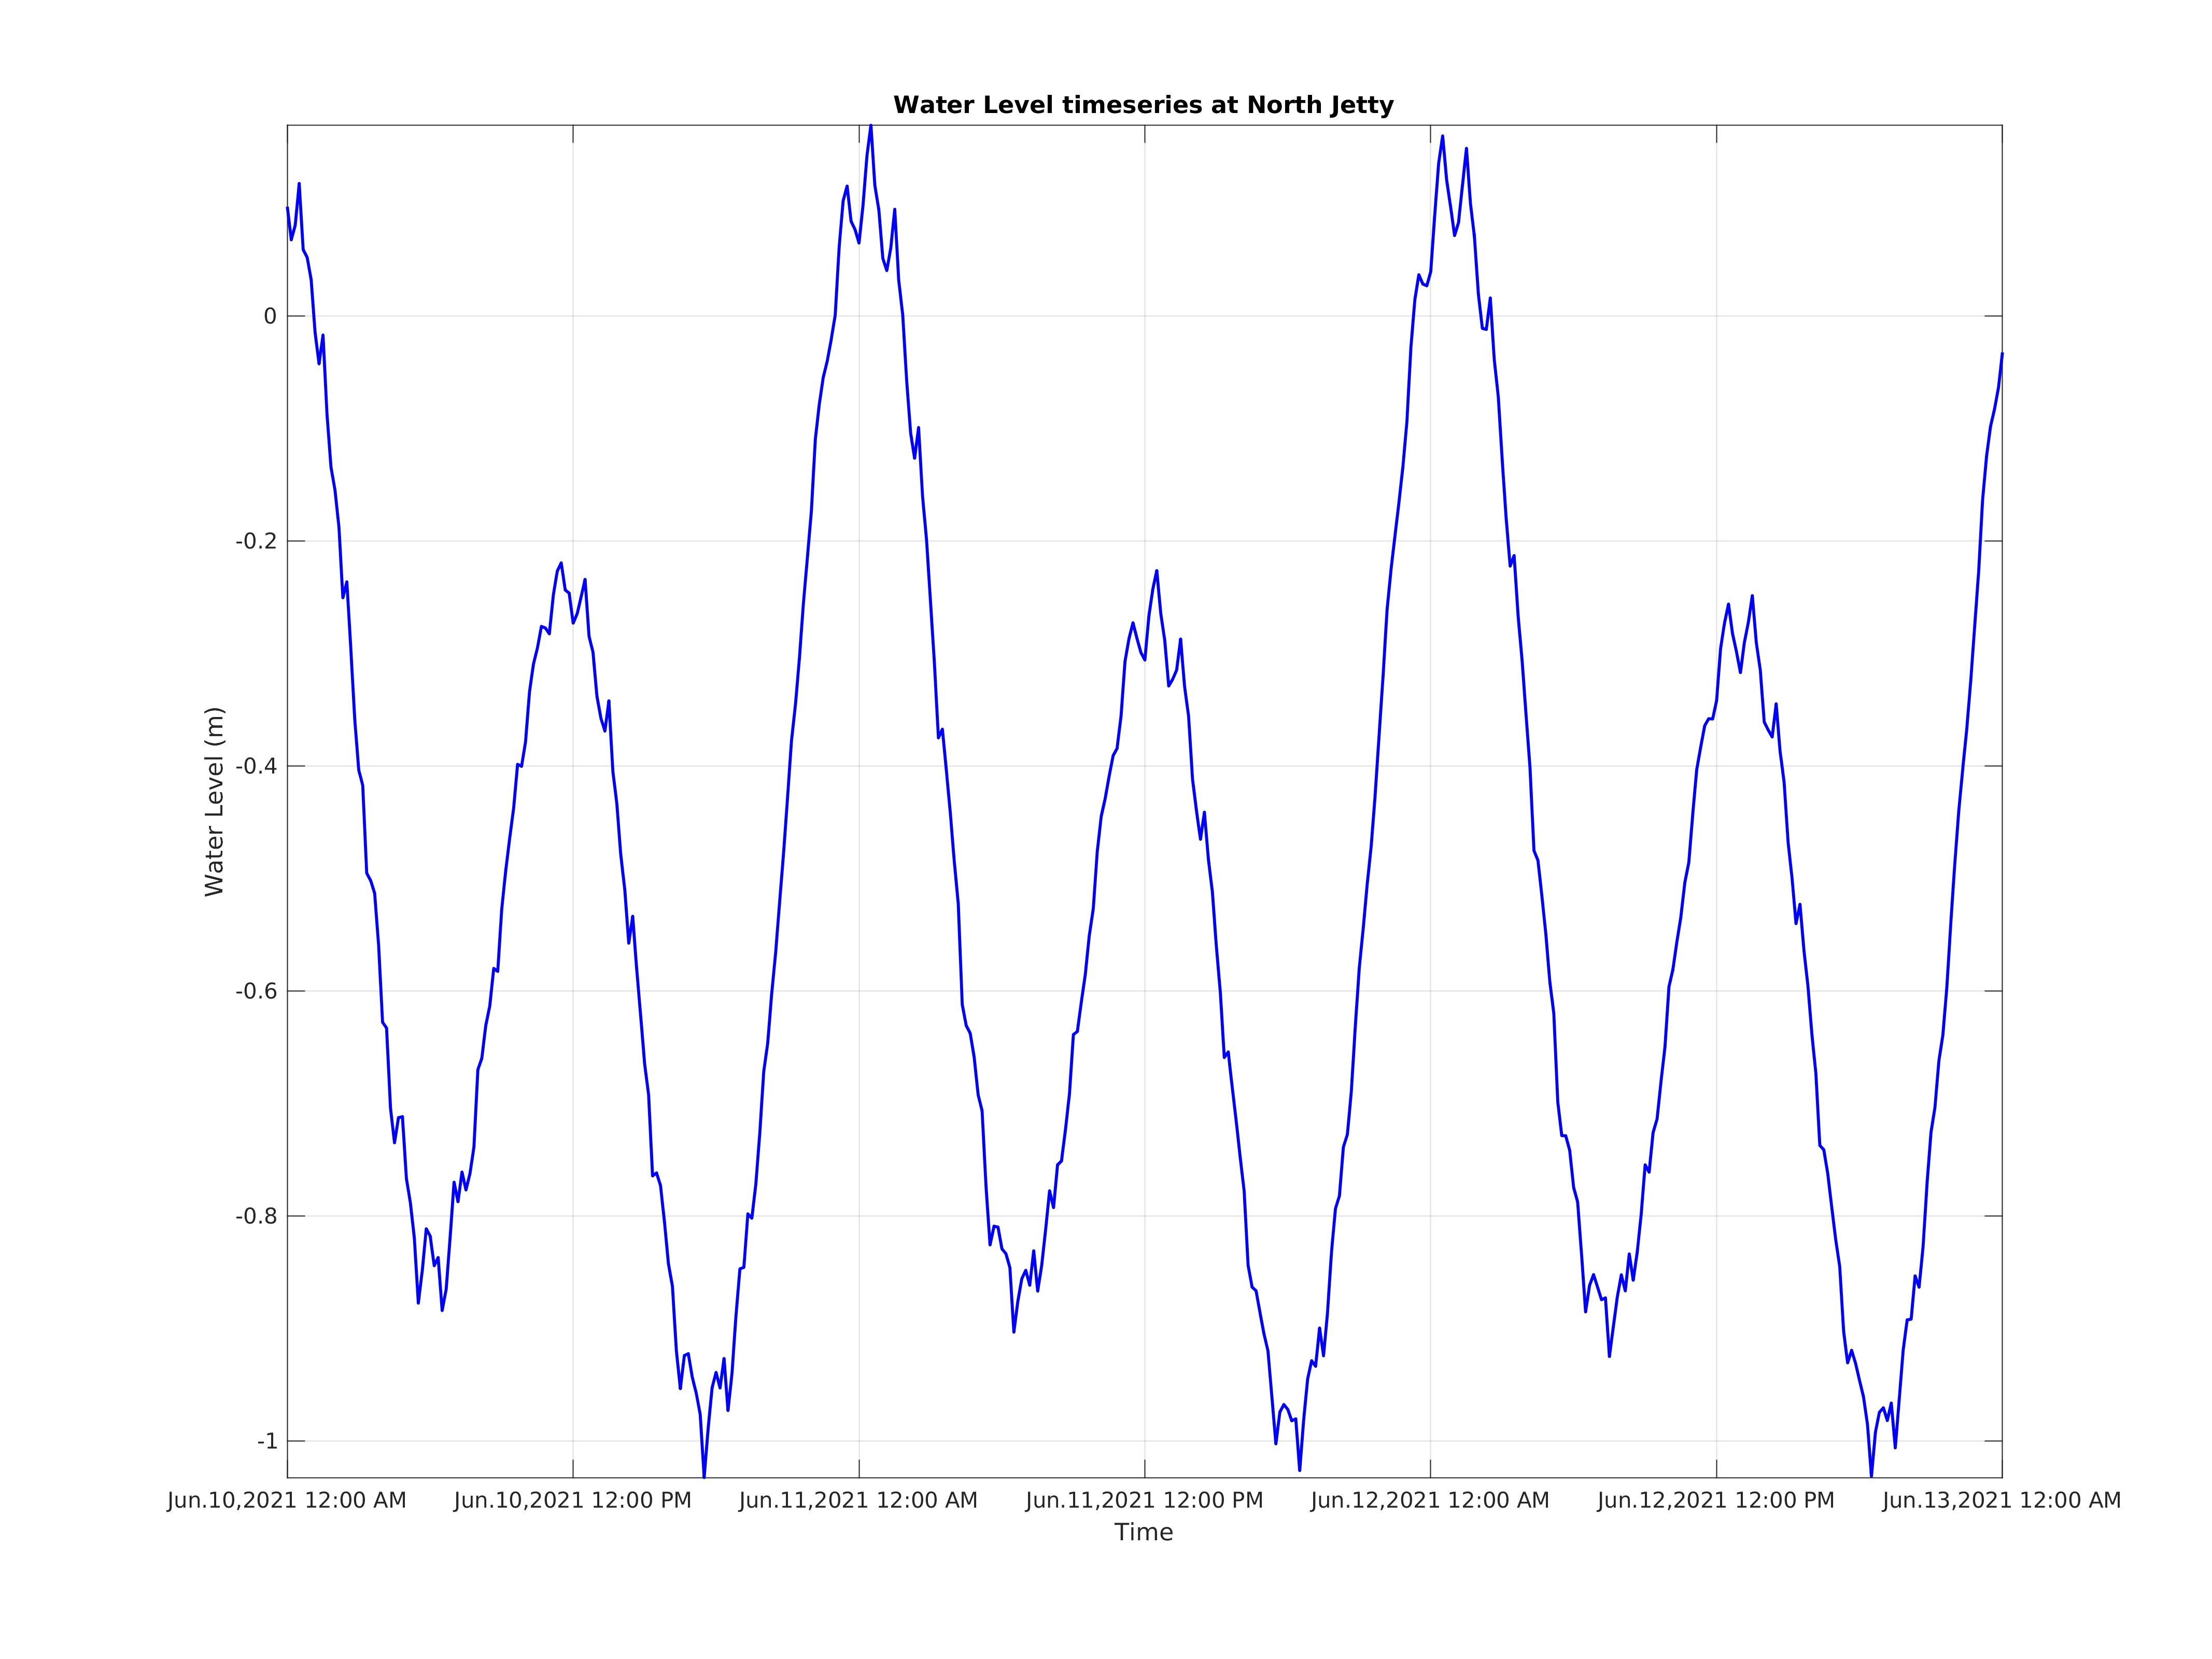 Water Level timeseries at North Jetty
Water Level (m)
0
-0.2
-0.4
-0.6
-0.8
-1
Jun.10,2021 12:00 AM
Jun.10,2021 12:00 PM
Jun.11,2021 12:00 AM
Jun.11,2021 12:00 PM
Jun.12,2021 12:00 AM
Jun.12,2021 12:00 PM
Jun.13,2021 12:00 AM
Time